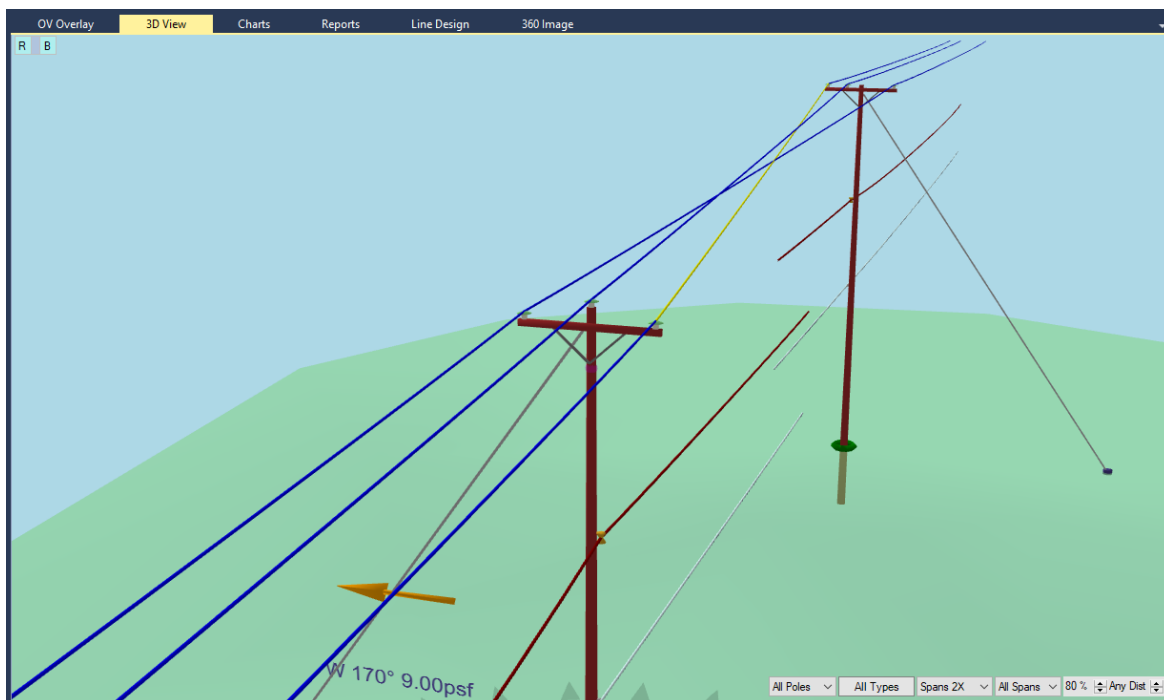 OV Overlay 3D View Charts Reports Line Design 360 Image
R B
W 170° 9.00psf
All Poles All Types Spans 2X All Spans 80 % Any Dist